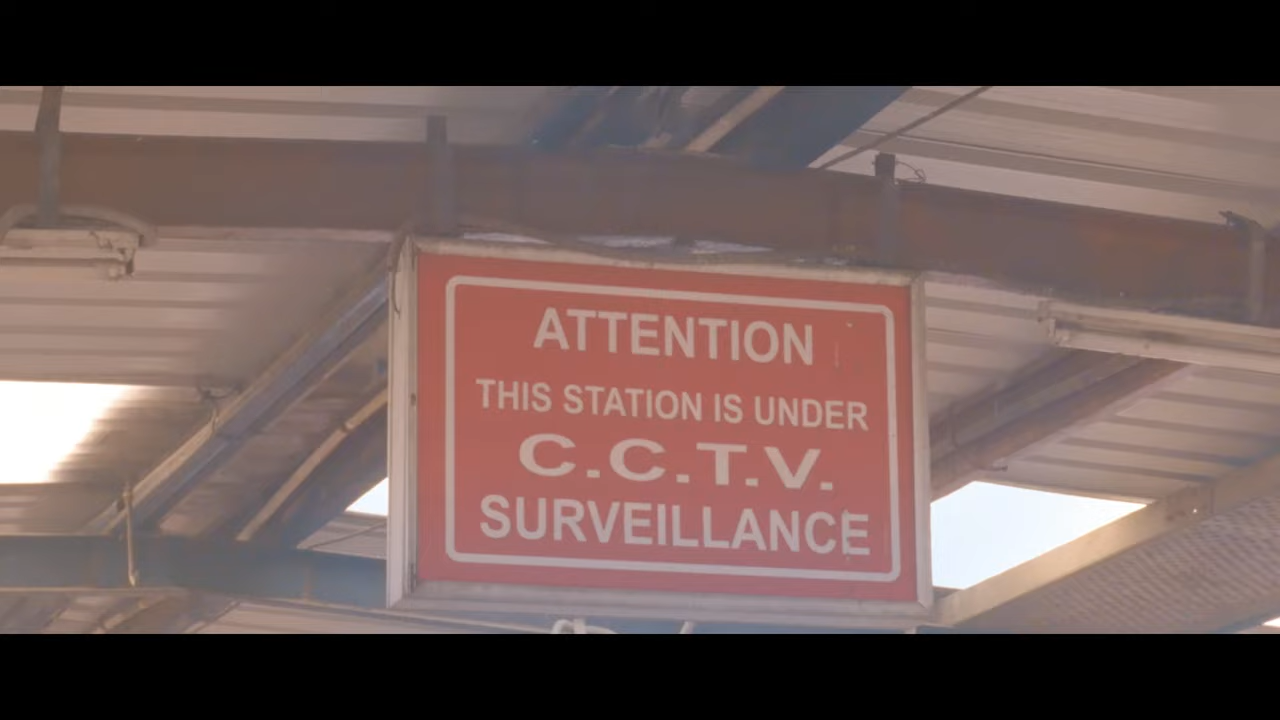 ATTENTION
THIS STATION IS UNDER
C.C.T.V.
SURVEILLANCE